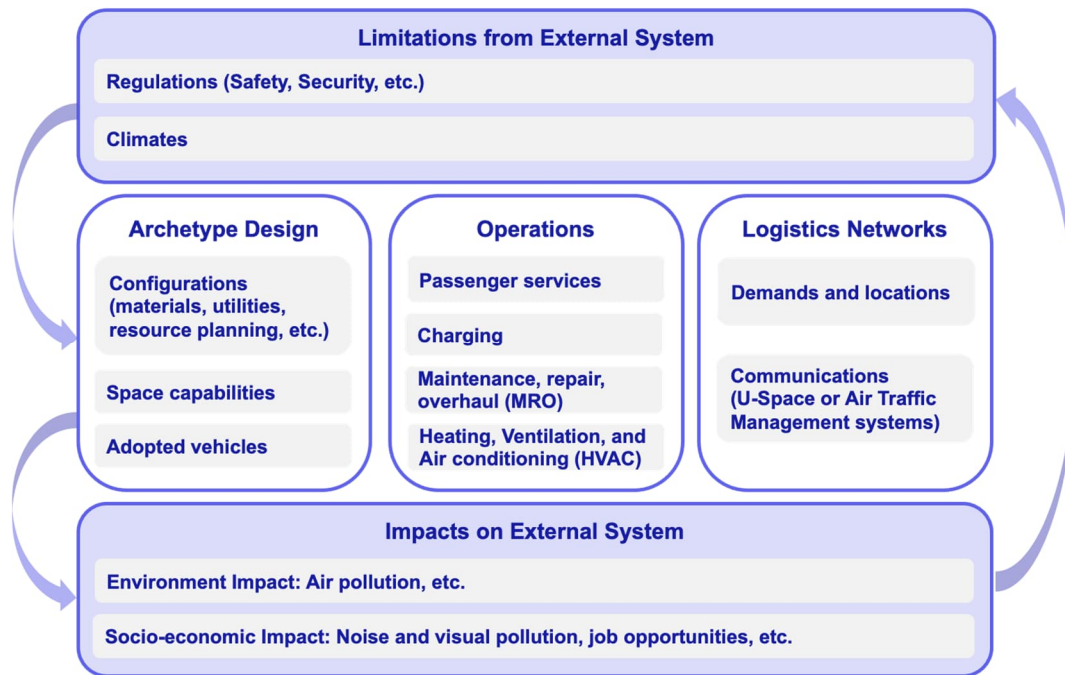 Limitations from External System
Regulations (Safety, Security, etc.)
Climates
Archetype Design
Configurations
(materials, utilities,
resource planning, etc.)
Space capabilities
Adopted vehicles
Operations
Passenger services
Charging
Maintenance, repair,
overhaul (MRO)
Heating, Ventilation, and
Air conditioning (HVAC)
Logistics Networks
Demands and locations
Communications
(U-Space or Air Traffic
Management systems)
Impacts on External System
Environment Impact: Air pollution, etc.
Socio-economic Impact: Noise and visual pollution, job opportunities, etc.